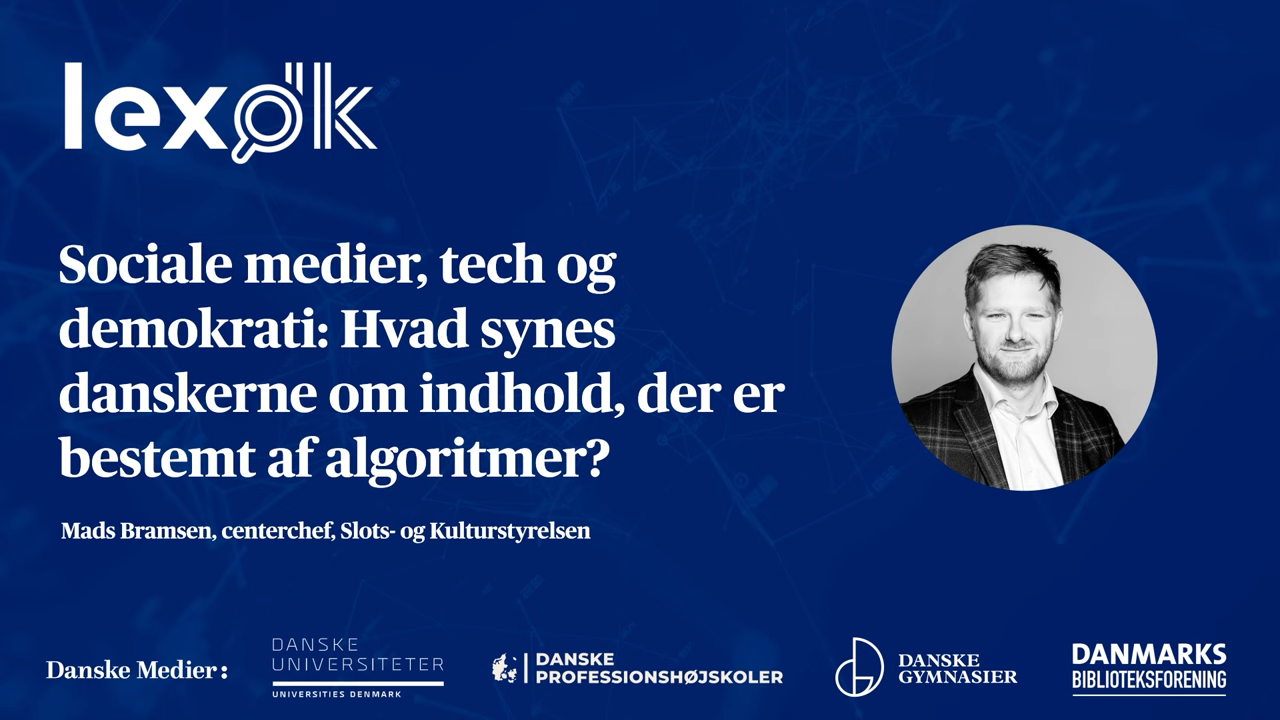 lex dk
Sociale medier, tech og
demokrati: Hvad synes
danskerne om indhold, der er
bestemt af algoritmer?
Mads Bramsen, centerchef, Slots- og Kulturstyrelsen
Danske Medier:
DANSKE
UNIVERSITETER
UNIVERSITIES DENMARK
DANSKE
PROFESSIONSHØJSKOLER
DANSKE
GYMNASIER
DANMARKS
BIBLIOTEKSFORENING